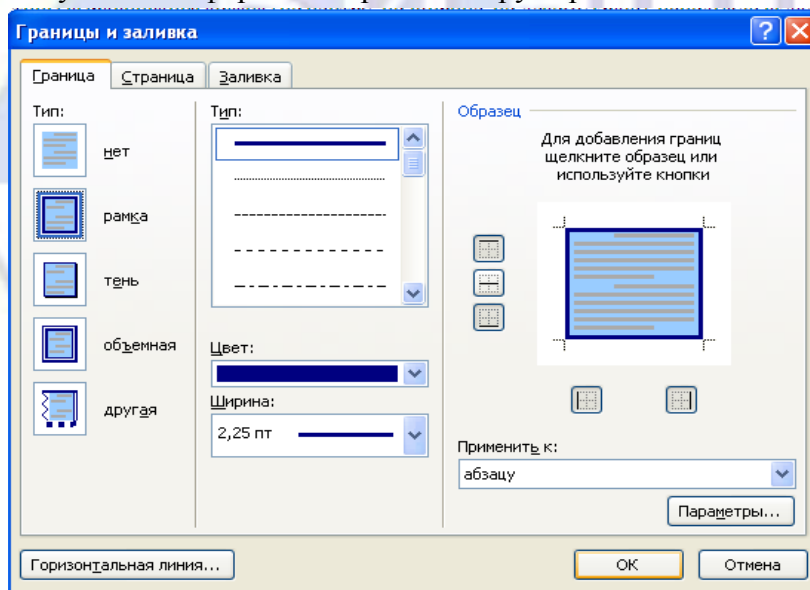 Границы и заливка
Граница
Страница
Заливка
Тип:
нет
рамка
тень
объемная
другая
Тип:
Цвет:
Ширина:
2,25 пт
Образец
Для добавления границ
щелкните образец или
используйте кнопки
Применить к:
абзацу
Параметры...
Горизонтальная линия...
ОК
Отмена